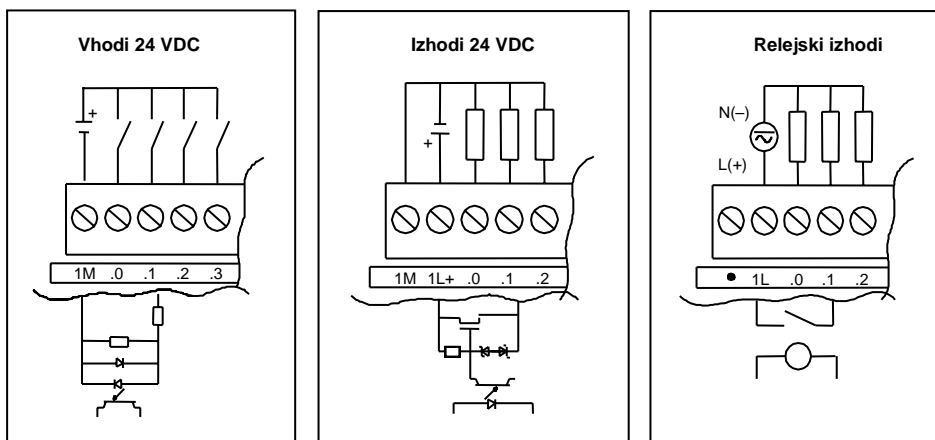 Vhodi 24 VDC
+
1M .0 .1 .2 .3
Izhodi 24 VDC
+
1M 1L+ .0 .1 .2
Relejski izhodi
N(–)
L(+)
1L .0 .1 .2